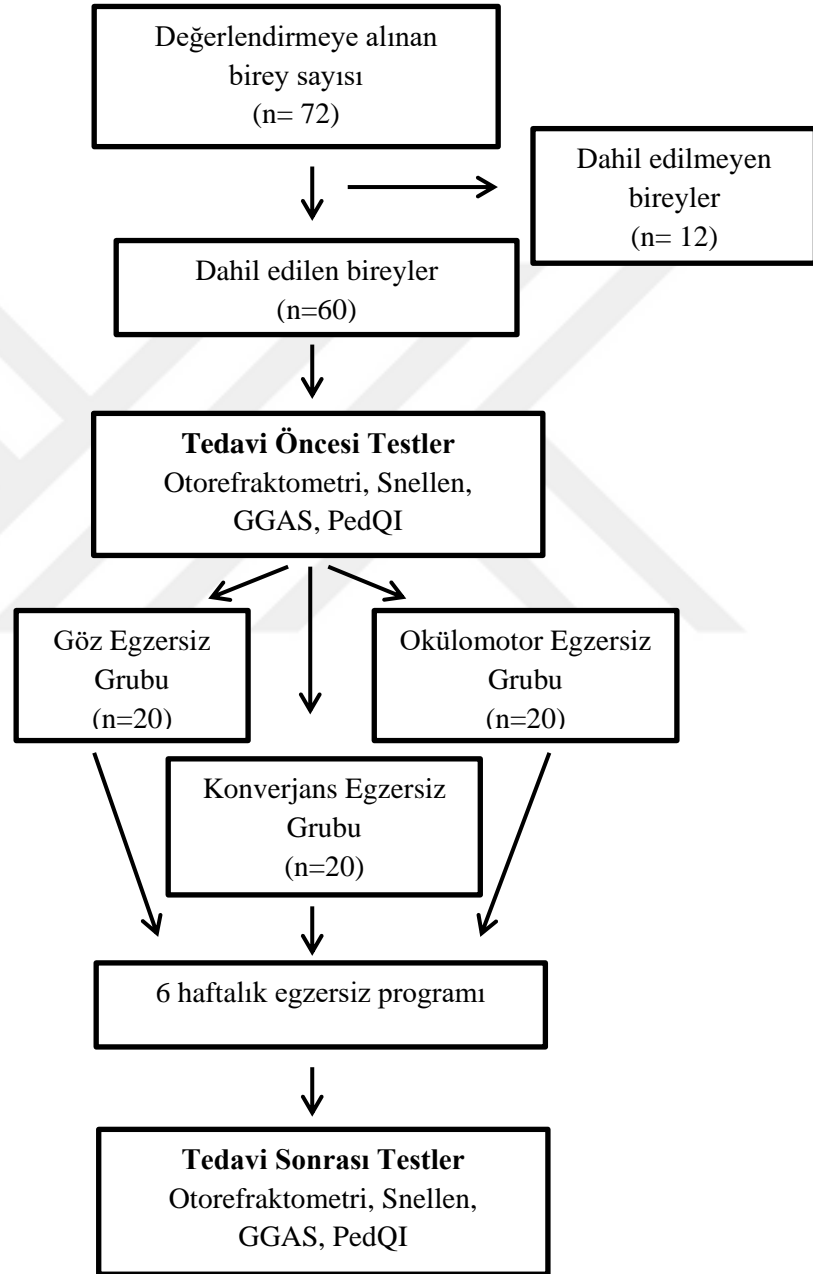 Değerlendirmeye alınan
birey sayısı
(n= 72)
Dahil edilmeyen
bireyler
(n= 12)
Dahil edilen bireyler
(n=60)
Tedavi Öncesi Testler
Otorefraktometri, Snellen,
GGAS, PedQI
Göz Egzersiz
Grubu
(n=20)
Okülomotor Egzersiz
Grubu
(n=20)
Konverjans Egzersiz
Grubu
(n=20)
6 haftalık egzersiz programı
Tedavi Sonrası Testler
Otorefraktometri, Snellen,
GGAS, PedQI